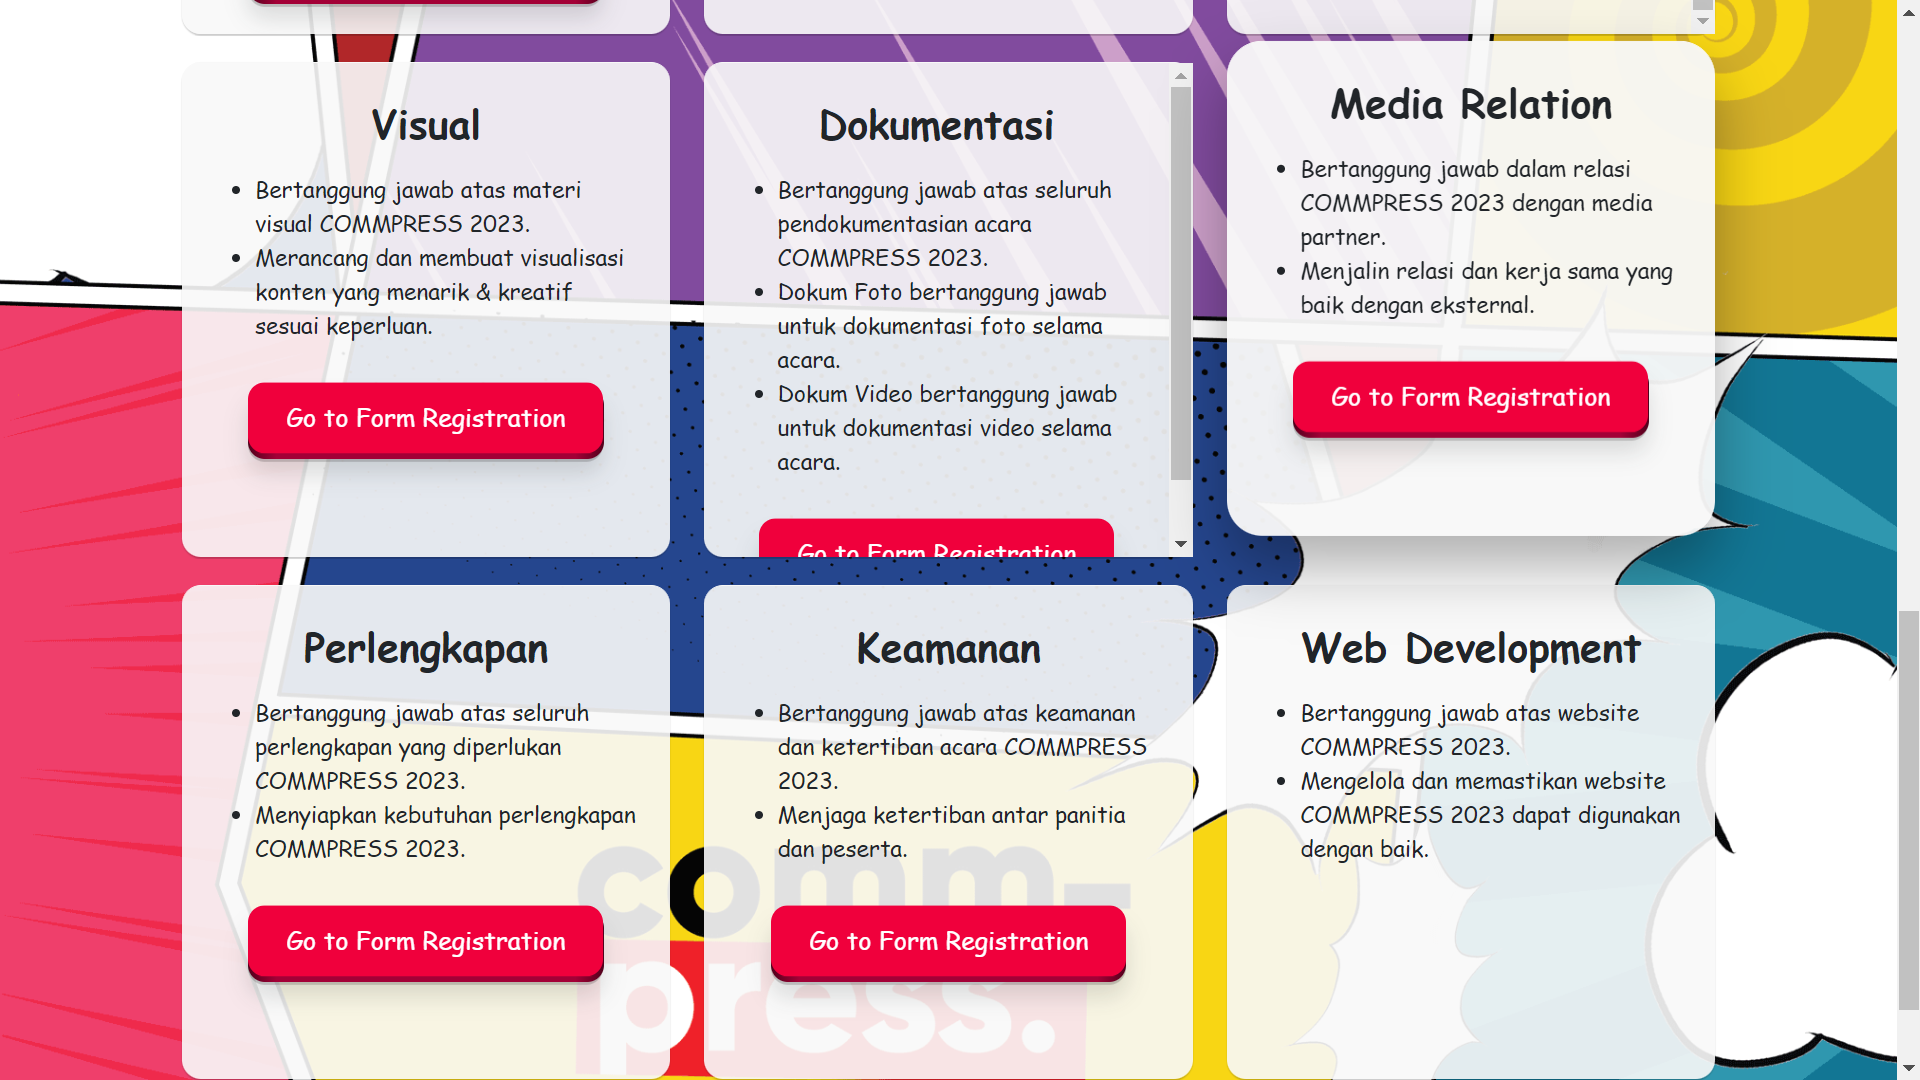 Visual
Bertanggung jawab atas materi
visual COMMPRESS 2023.
Merancang dan membuat visualisasi
konten yang menarik & kreatif
sesuai keperluan.
Go to Form Registration
Dokumentasi
Bertanggung jawab atas seluruh
pendokumentasian acara
COMMPRESS 2023.
Dokum Foto bertanggung jawab
untuk dokumentasi foto selama
acara.
Dokum Video bertanggung jawab
untuk dokumentasi video selama
acara.
Go to Form Registration
Media Relation
Bertanggung jawab dalam relasi
COMMPRESS 2023 dengan media
partner.
Menjalin relasi dan kerja sama yang
baik dengan eksternal.
Go to Form Registration
Perlengkapan
Bertanggung jawab atas seluruh
perlengkapan yang diperlukan
COMMPRESS 2023.
Menyiapkan kebutuhan perlengkapan
COMMPRESS 2023.
Go to Form Registration
Keamanan
Bertanggung jawab atas keamanan
dan ketertiban acara COMMPRESS
2023.
Menjaga ketertiban antar panitia
dan peserta.
Go to Form Registration
Web Development
Bertanggung jawab atas website
COMMPRESS 2023.
Mengelola dan memastikan website
COMMPRESS 2023 dapat digunakan
dengan baik.
comm-
press.